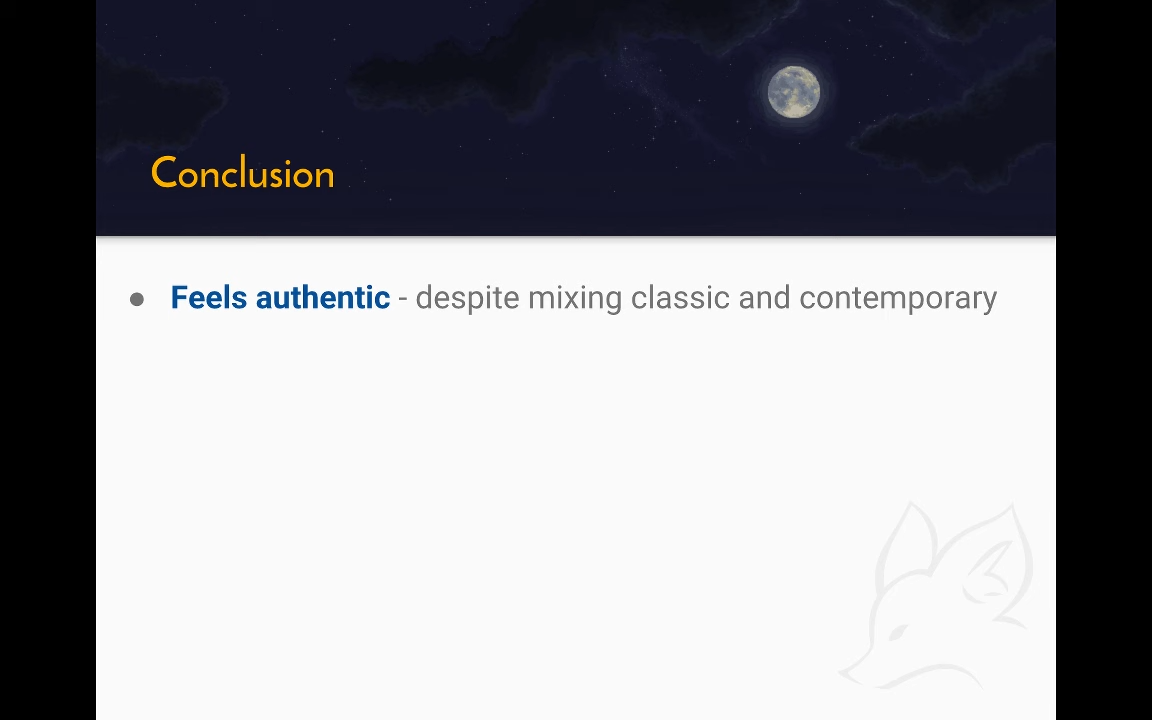 Conclusion
● Feels authentic - despite mixing classic and contemporary